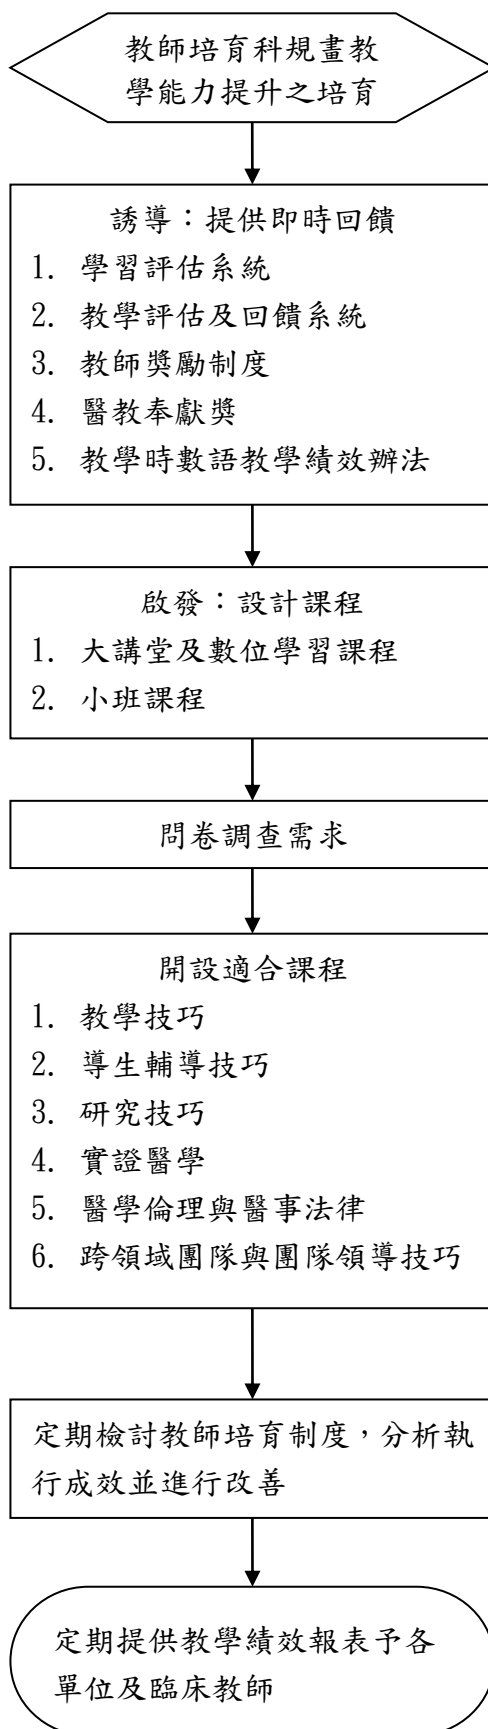 教師培育科規畫教
學能力提升之培育
誘導：提供即時回饋
1. 學習評估系統
2. 教學評估及回饋系統
3. 教師獎勵制度
4. 醫教奉獻獎
5. 教學時數語教學績效辦法
啟發：設計課程
1. 大講堂及數位學習課程
2. 小班課程
問卷調查需求
開設適合課程
1. 教學技巧
2. 導生輔導技巧
3. 研究技巧
4. 實證醫學
5. 醫學倫理與醫事法律
6. 跨領域團隊與團隊領導技巧
定期檢討教師培育制度，分析執
行成效並進行改善
定期提供教學績效報表予各
單位及臨床教師